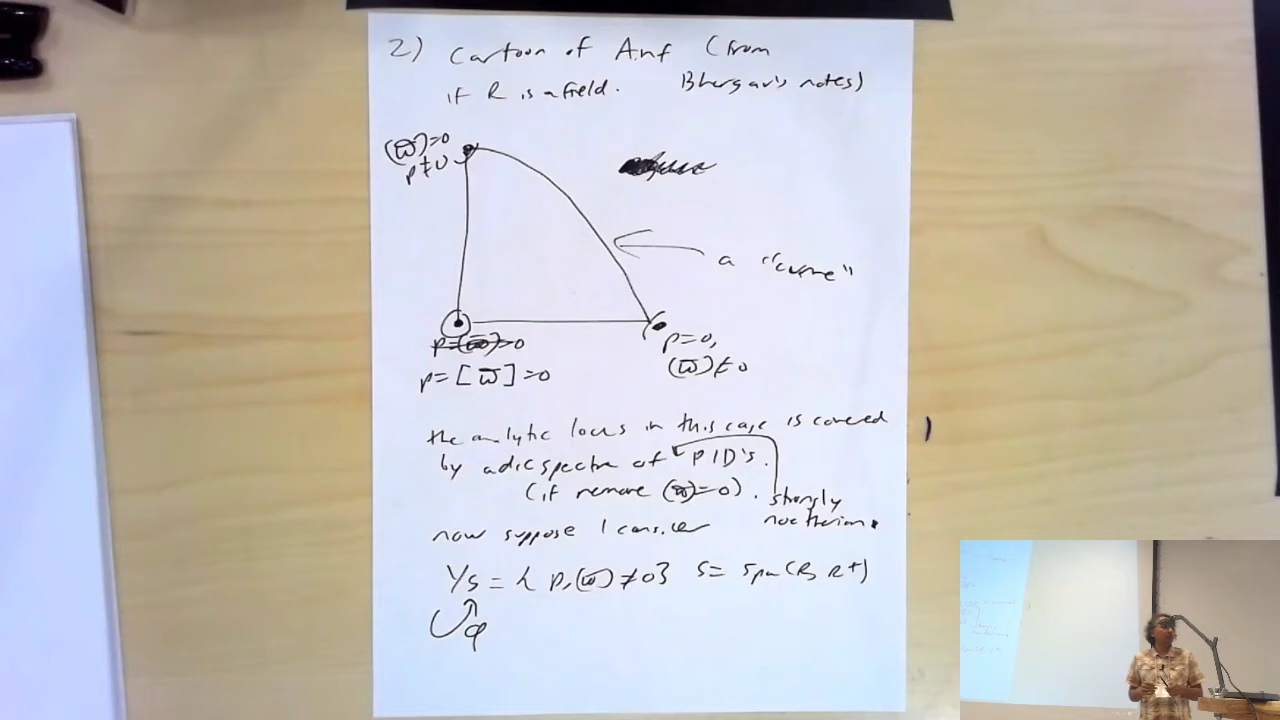 2) Cartoon of Ainf (from
if R is a field. Bhargav's notes)
[ϖ]=0
p≠0
a "curve"
p=[ϖ]=0
p=0,
[ϖ]≠0
p=[ϖ]=0
the analytic locus in this case is covered
by adic spectra of PID's.
(if remove [ϖ]=0). strongly
noetherian.
now suppose I consider
Ys = { p,[ϖ] ≠0} S= Spa(R, R+)
φ